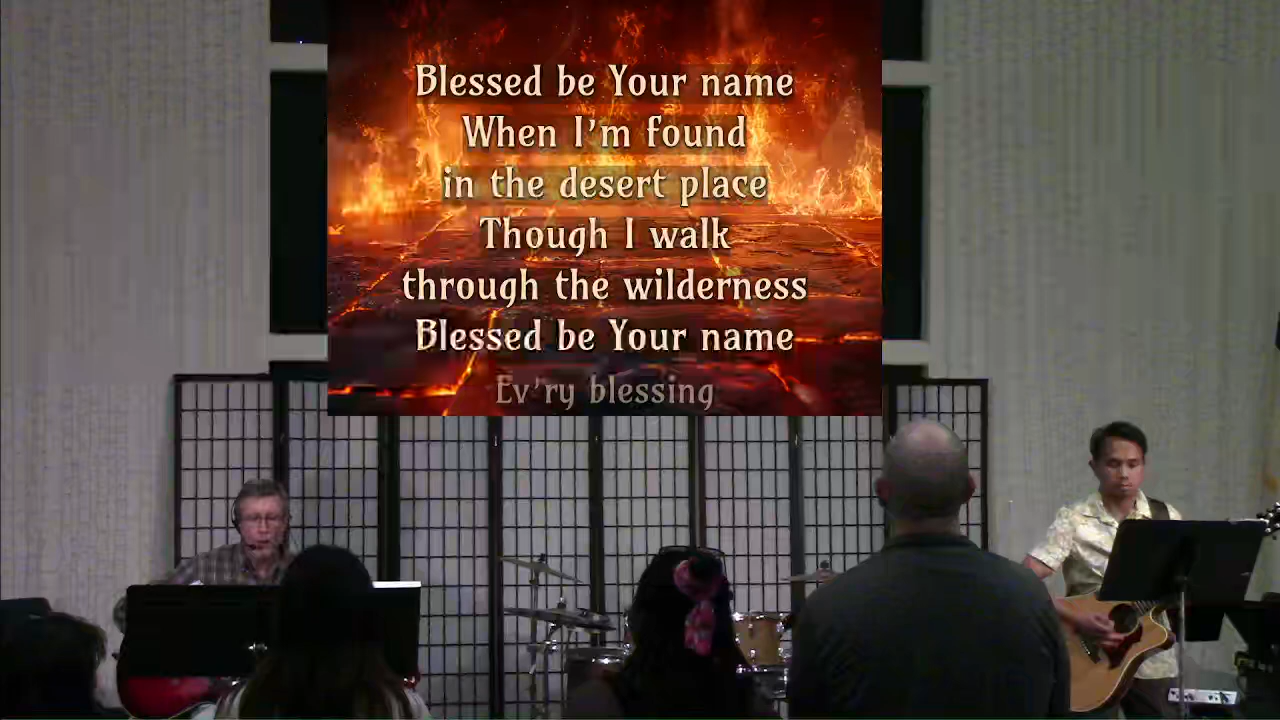 Blessed be Your name
When I'm found
in the desert place
Though I walk
through the wilderness
Blessed be Your name
Ev'ry blessing